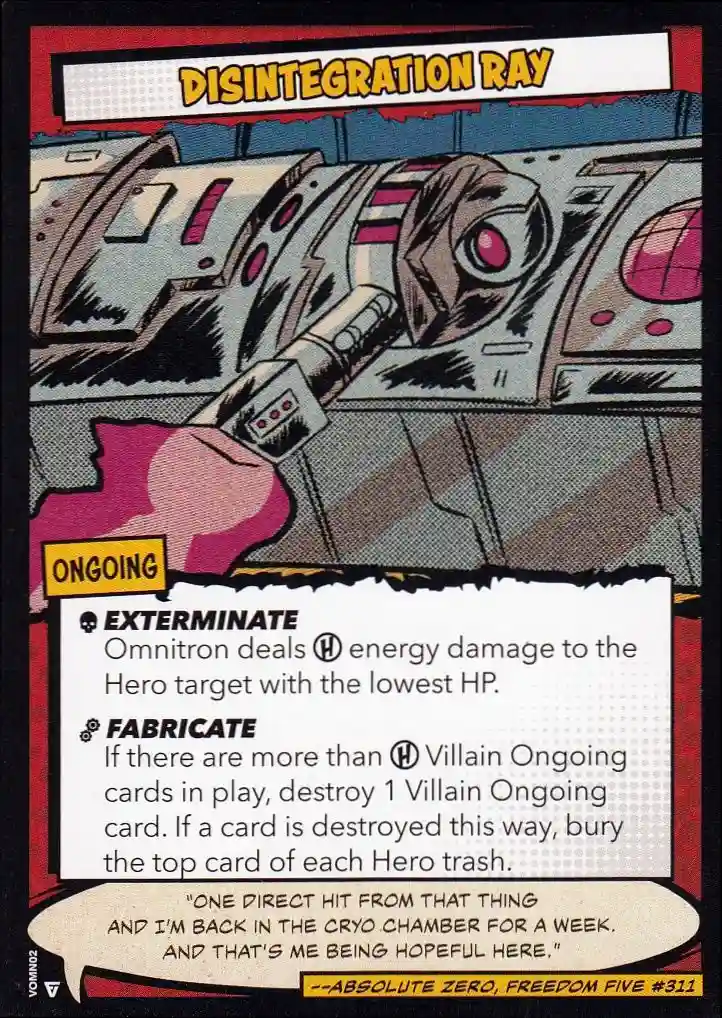 DISINTEGRATION RAY
ONGOING
EXTERMINATE
Omnitron deals H energy damage to the
Hero target with the lowest HP.
FABRICATE
If there are more than H Villain Ongoing
cards in play, destroy 1 Villain Ongoing
card. If a card is destroyed this way, bury
the top card of each Hero trash.
"ONE DIRECT HIT FROM THAT THING
AND I'M BACK IN THE CRYO CHAMBER FOR A WEEK.
AND THAT'S ME BEING HOPEFUL HERE."
--ABSOLUTE ZERO, FREEDOM FIVE #311
VOMN02